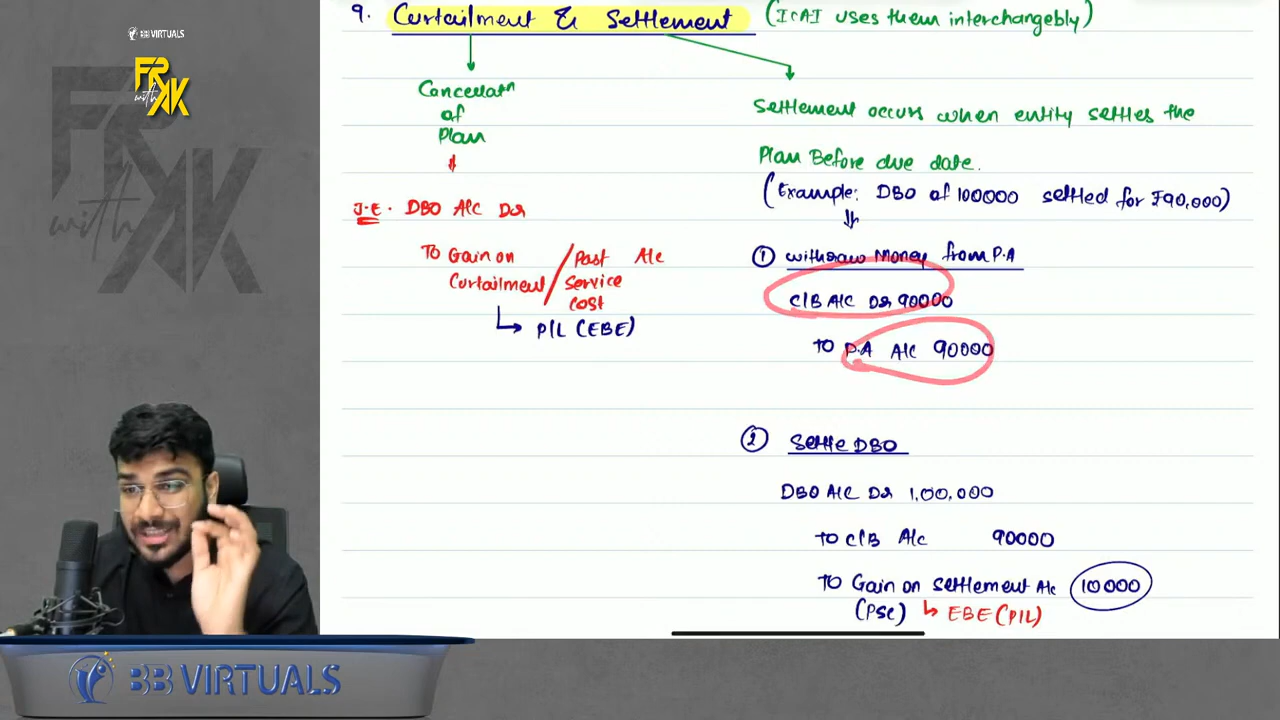 BB VIRTUALS
FR
with
AK
FR
with
AK
9. Curtailment & Settlement (ICAI uses them interchangebly)
Cancellatn
of
Plan
J.E. DBO A/c Dr
To Gain on
Curtailment / Past
Service
Cost A/c
P/L (EBE)
Settlement occurs when entity settles the
Plan Before due date.
(Example: DBO of 100000 settled for ₹90,000)
① withdraw Money from P.A
C/B A/c Dr 90000
To P.A A/c 90000
② Settle DBO
DBO A/c Dr 1,00,000
To C/B A/c 90000
To Gain on settlement A/c 10000
(PSC) EBE (P/L)
BB VIRTUALS